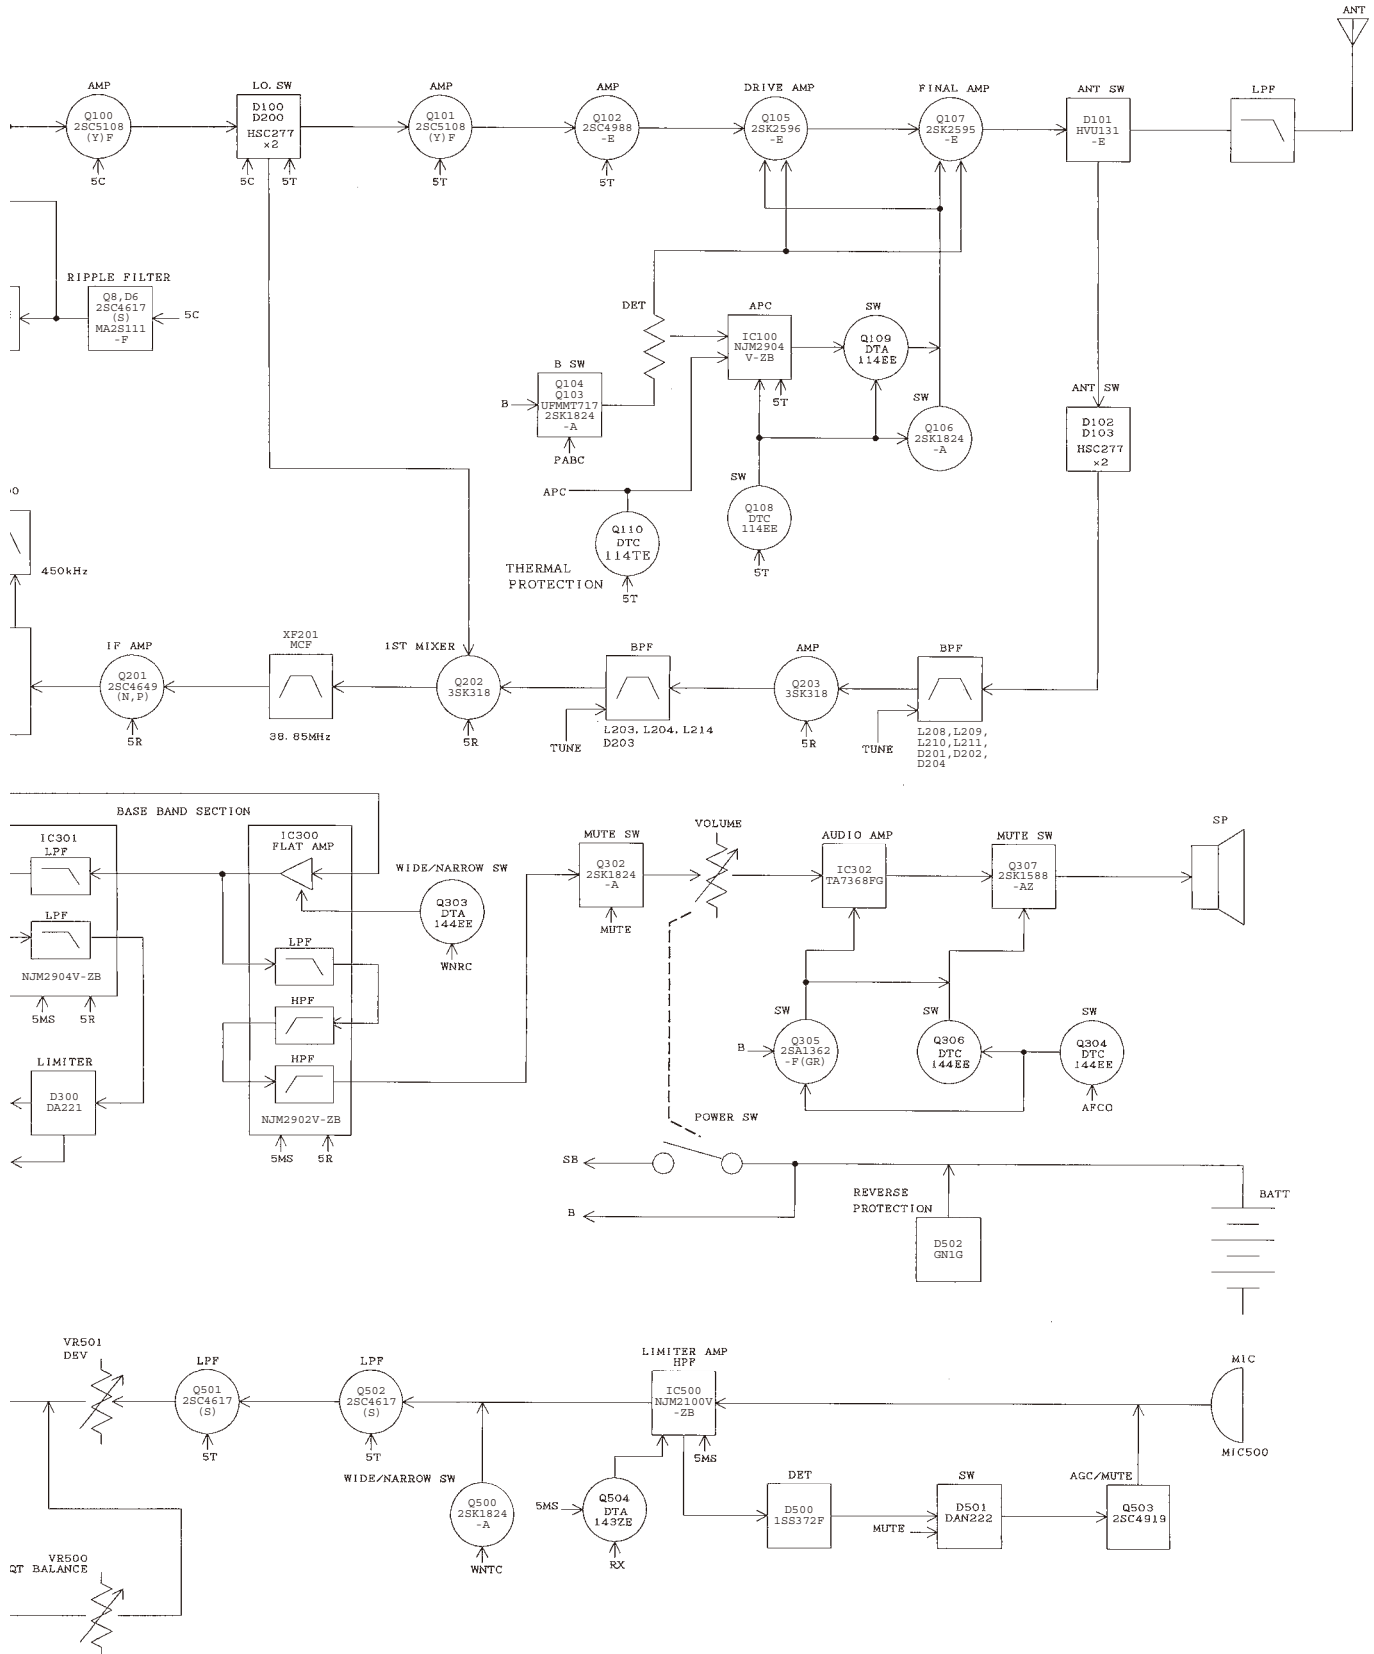 ANT
AMP
Q100
2SC5108
(Y)F
5C
LO. SW
D100
D200
HSC277
×2
5C
5T
AMP
Q101
2SC5108
(Y)F
5T
AMP
Q102
2SC4988
-E
5T
DRIVE AMP
Q105
2SK2596
-E
FINAL AMP
Q107
2SK2595
-E
ANT SW
D101
HVU131
-E
LPF
RIPPLE FILTER
Q8,D6
2SC4617
(S)
MA2S111
-F
5C
DET
APC
IC100
NJM2904
V-ZB
5T
SW
Q109
DTA
114EE
B SW
Q104
Q103
UFMMT717
2SK1824
-A
B
PABC
SW
Q106
2SK1824
-A
ANT SW
D102
D103
HSC277
×2
APC
Q110
DTC
114TE
5T
THERMAL
PROTECTION
SW
Q108
DTC
114EE
5T
450kHz
IF AMP
Q201
2SC4649
(N,P)
5R
XF201
MCF
38. 85MHz
1ST MIXER
Q202
3SK318
5R
BPF
TUNE
L203, L204, L214
D203
AMP
Q203
3SK318
5R
BPF
TUNE
L208,L209,
L210,L211,
D201,D202,
D204
BASE BAND SECTION
IC301
LPF
LPF
NJM2904V-ZB
5MS
5R
IC300
FLAT AMP
LPF
HPF
HPF
NJM2902V-ZB
5MS
5R
WIDE/NARROW SW
Q303
DTA
144EE
WNRC
MUTE SW
Q302
2SK1824
-A
MUTE
VOLUME
AUDIO AMP
IC302
TA7368FG
MUTE SW
Q307
2SK1588
-AZ
SP
SW
Q305
2SA1362
-F(GR)
B
SW
Q306
DTC
144EE
SW
Q304
DTC
144EE
AFCO
LIMITER
D300
DA221
POWER SW
SB
B
REVERSE
PROTECTION
D502
GN1G
BATT
VR501
DEV
LPF
Q501
2SC4617
(S)
5T
LPF
Q502
2SC4617
(S)
5T
LIMITER AMP
HPF
IC500
NJM2100V
-ZB
5MS
MIC
MIC500
WIDE/NARROW SW
Q500
2SK1824
-A
WNTC
5MS
Q504
DTA
143ZE
RX
DET
D500
1SS372F
SW
D501
DAN222
MUTE
AGC/MUTE
Q503
2SC4919
VR500
QT BALANCE